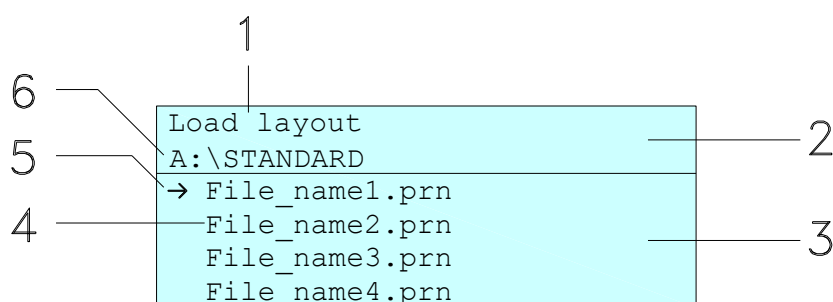 1
6
Load layout
2
A:\STANDARD
5
→ File_name1.prn
4
File_name2.prn
3
File_name3.prn
File_name4.prn